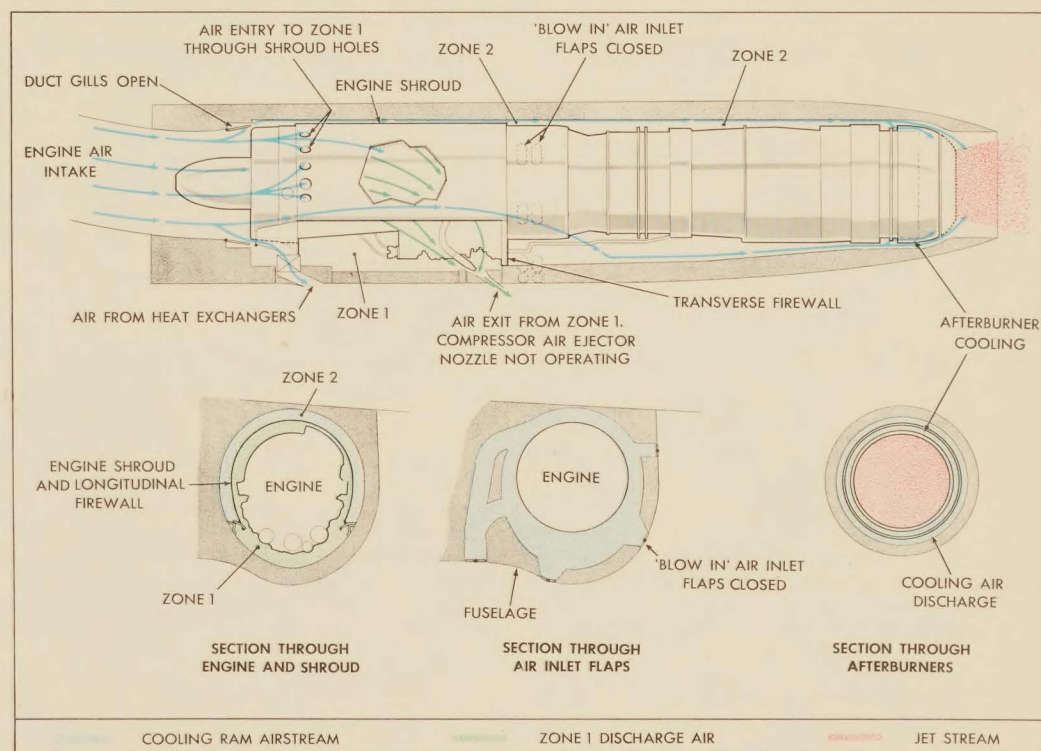 AIR ENTRY TO ZONE 1
THROUGH SHROUD HOLES
'BLOW IN' AIR INLET
FLAPS CLOSED
ZONE 2
ZONE 2
DUCT GILLS OPEN
ENGINE SHROUD
ENGINE AIR
INTAKE
AIR FROM HEAT EXCHANGERS
ZONE 1
AIR EXIT FROM ZONE 1.
COMPRESSOR AIR EJECTOR
NOZZLE NOT OPERATING
TRANSVERSE FIREWALL
AFTERBURNER
COOLING
ZONE 2
ENGINE SHROUD
AND LONGITUDINAL
FIREWALL
ENGINE
ZONE 1
SECTION THROUGH
ENGINE AND SHROUD
ENGINE
'BLOW IN' AIR INLET
FLAPS CLOSED
FUSELAGE
SECTION THROUGH
AIR INLET FLAPS
COOLING AIR
DISCHARGE
SECTION THROUGH
AFTERBURNERS
COOLING RAM AIRSTREAM
ZONE 1 DISCHARGE AIR
JET STREAM